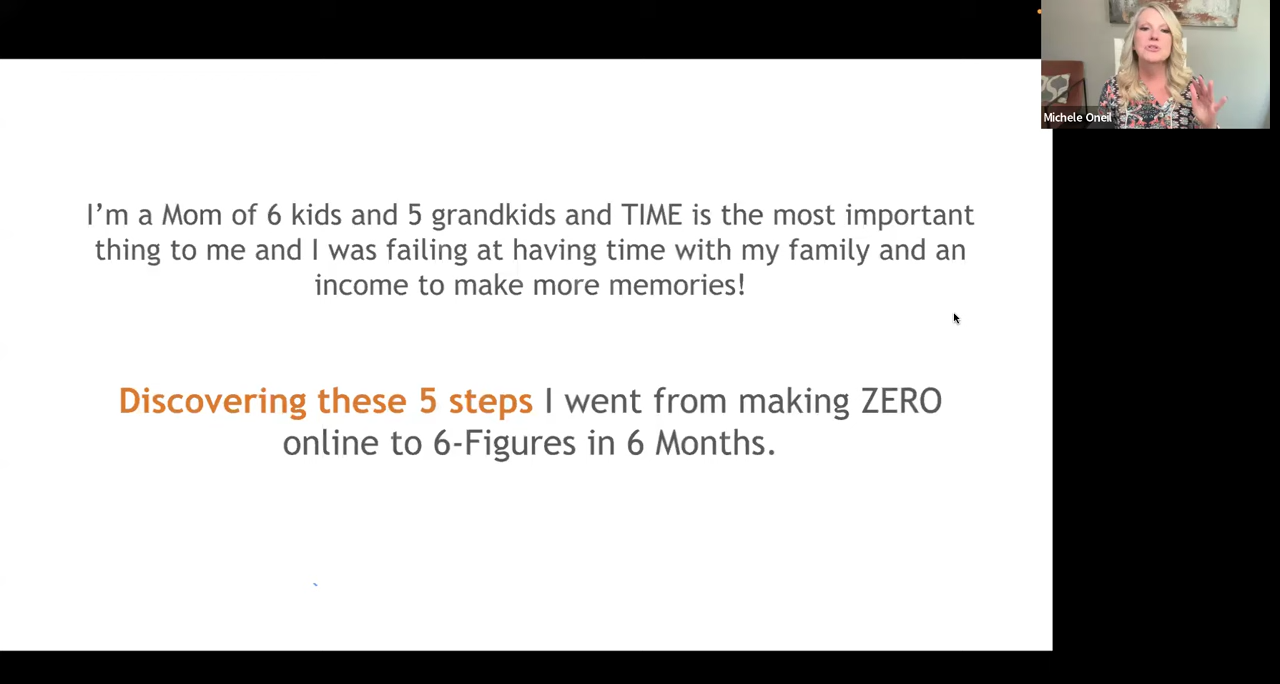 Michele Oneil
I’m a Mom of 6 kids and 5 grandkids and TIME is the most important
thing to me and I was failing at having time with my family and an
income to make more memories!
Discovering these 5 steps I went from making ZERO
online to 6-Figures in 6 Months.
`